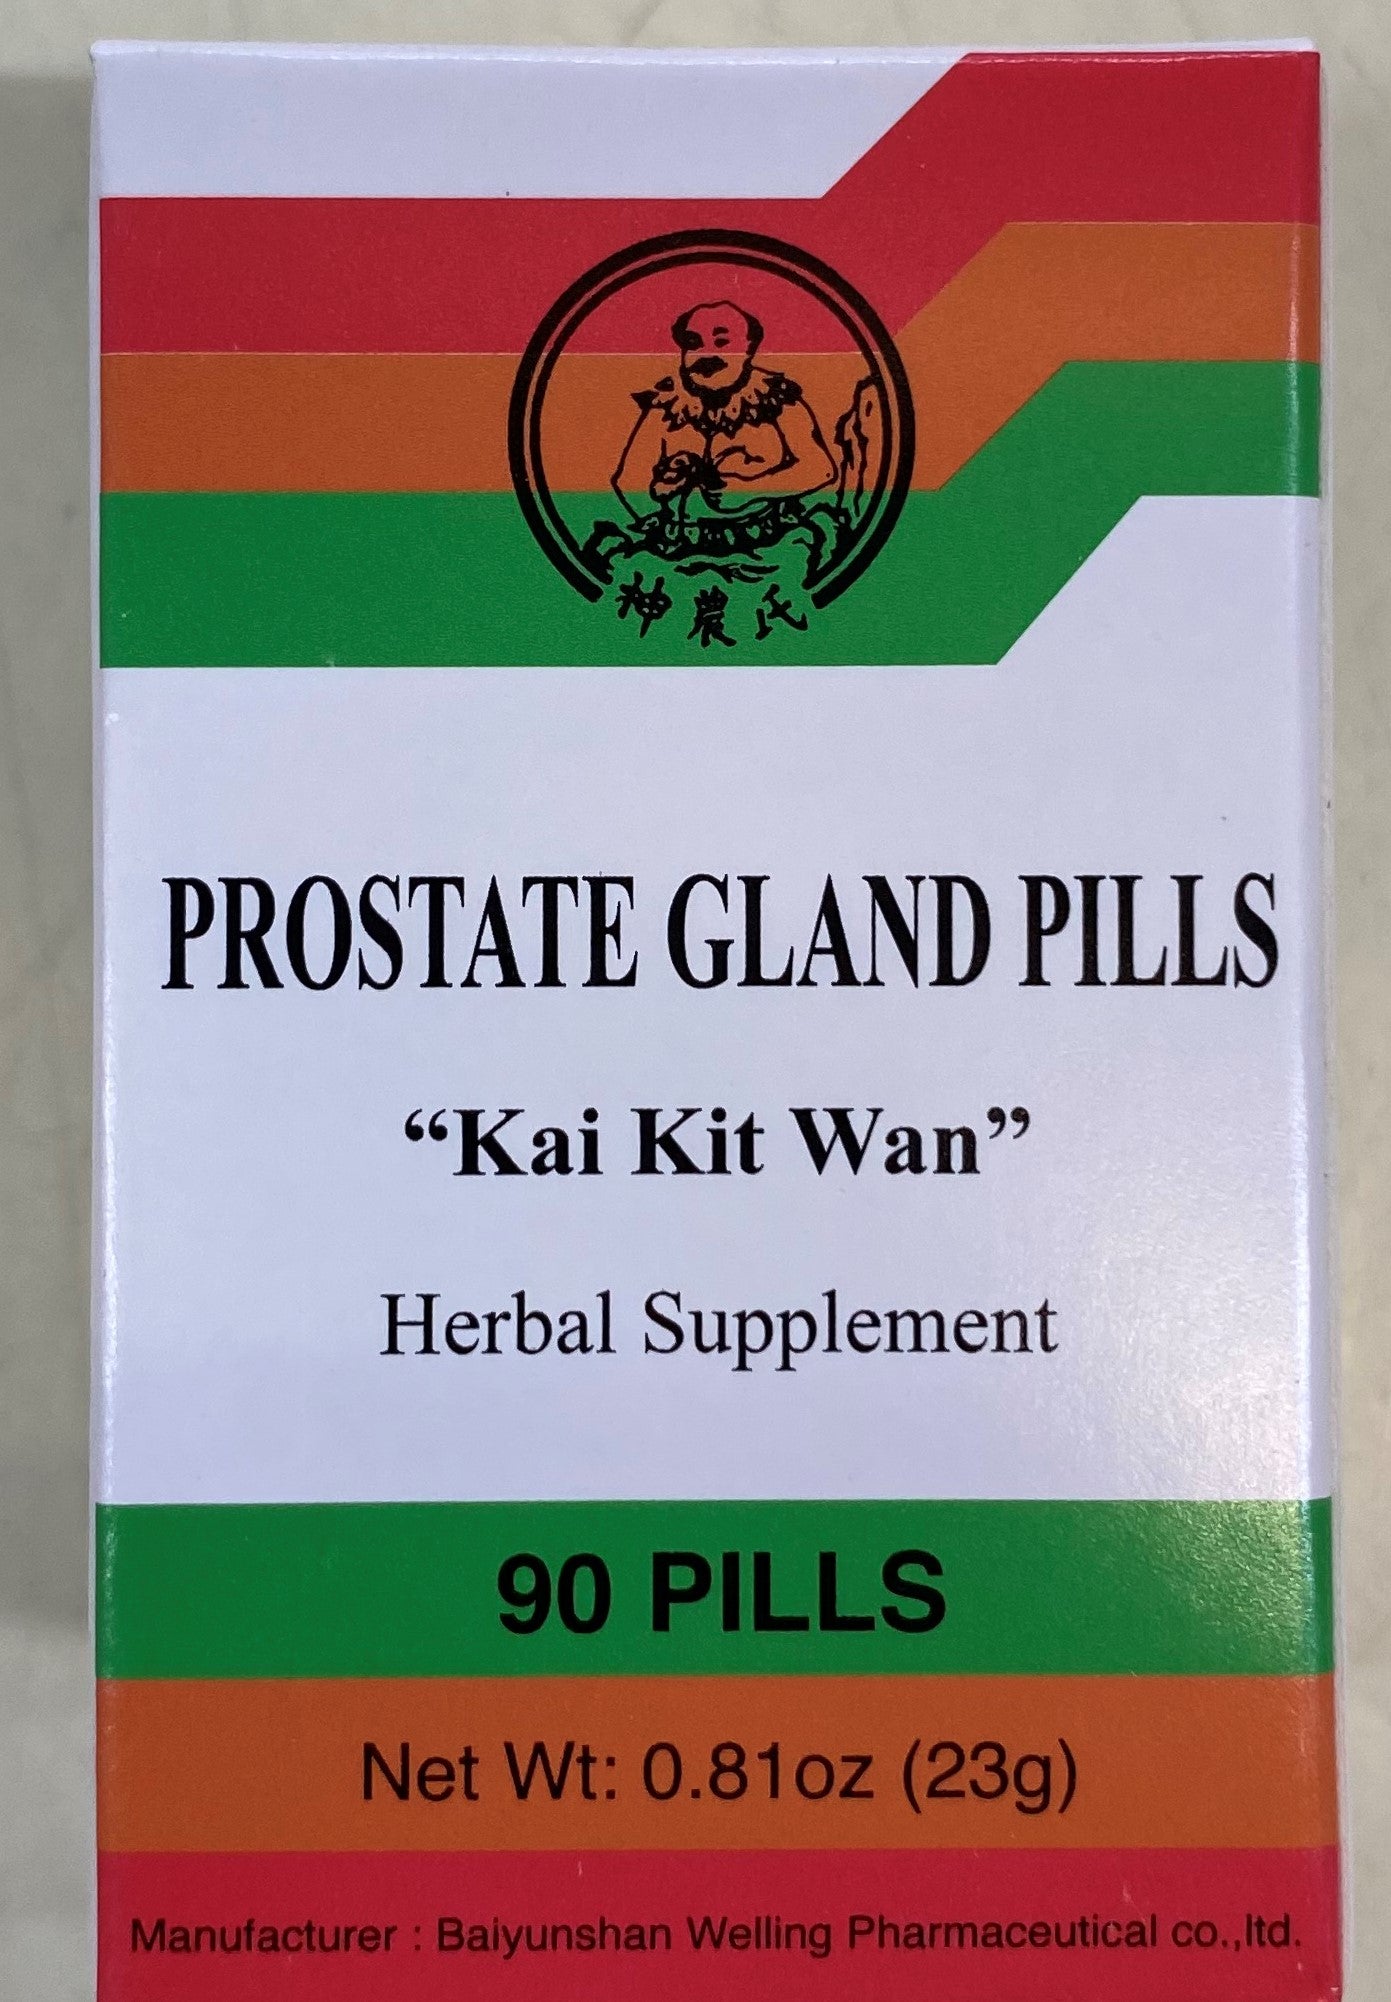 神農氏
PROSTATE GLAND PILLS
“Kai Kit Wan”
Herbal Supplement
90 PILLS
Net Wt: 0.81oz (23g)
Manufacturer : Baiyunshan Welling Pharmaceutical co.,ltd.